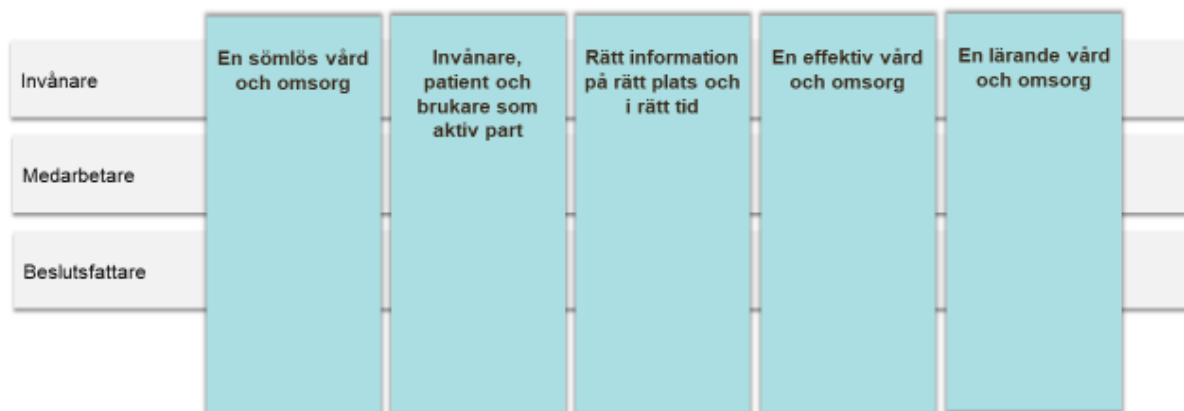 Invånare
Medarbetare
Beslutsfattare
En sömlös vård
och omsorg
Invånare,
patient och
brukare som
aktiv part
Rätt information
på rätt plats och
i rätt tid
En effektiv vård
och omsorg
En lärande vård
och omsorg